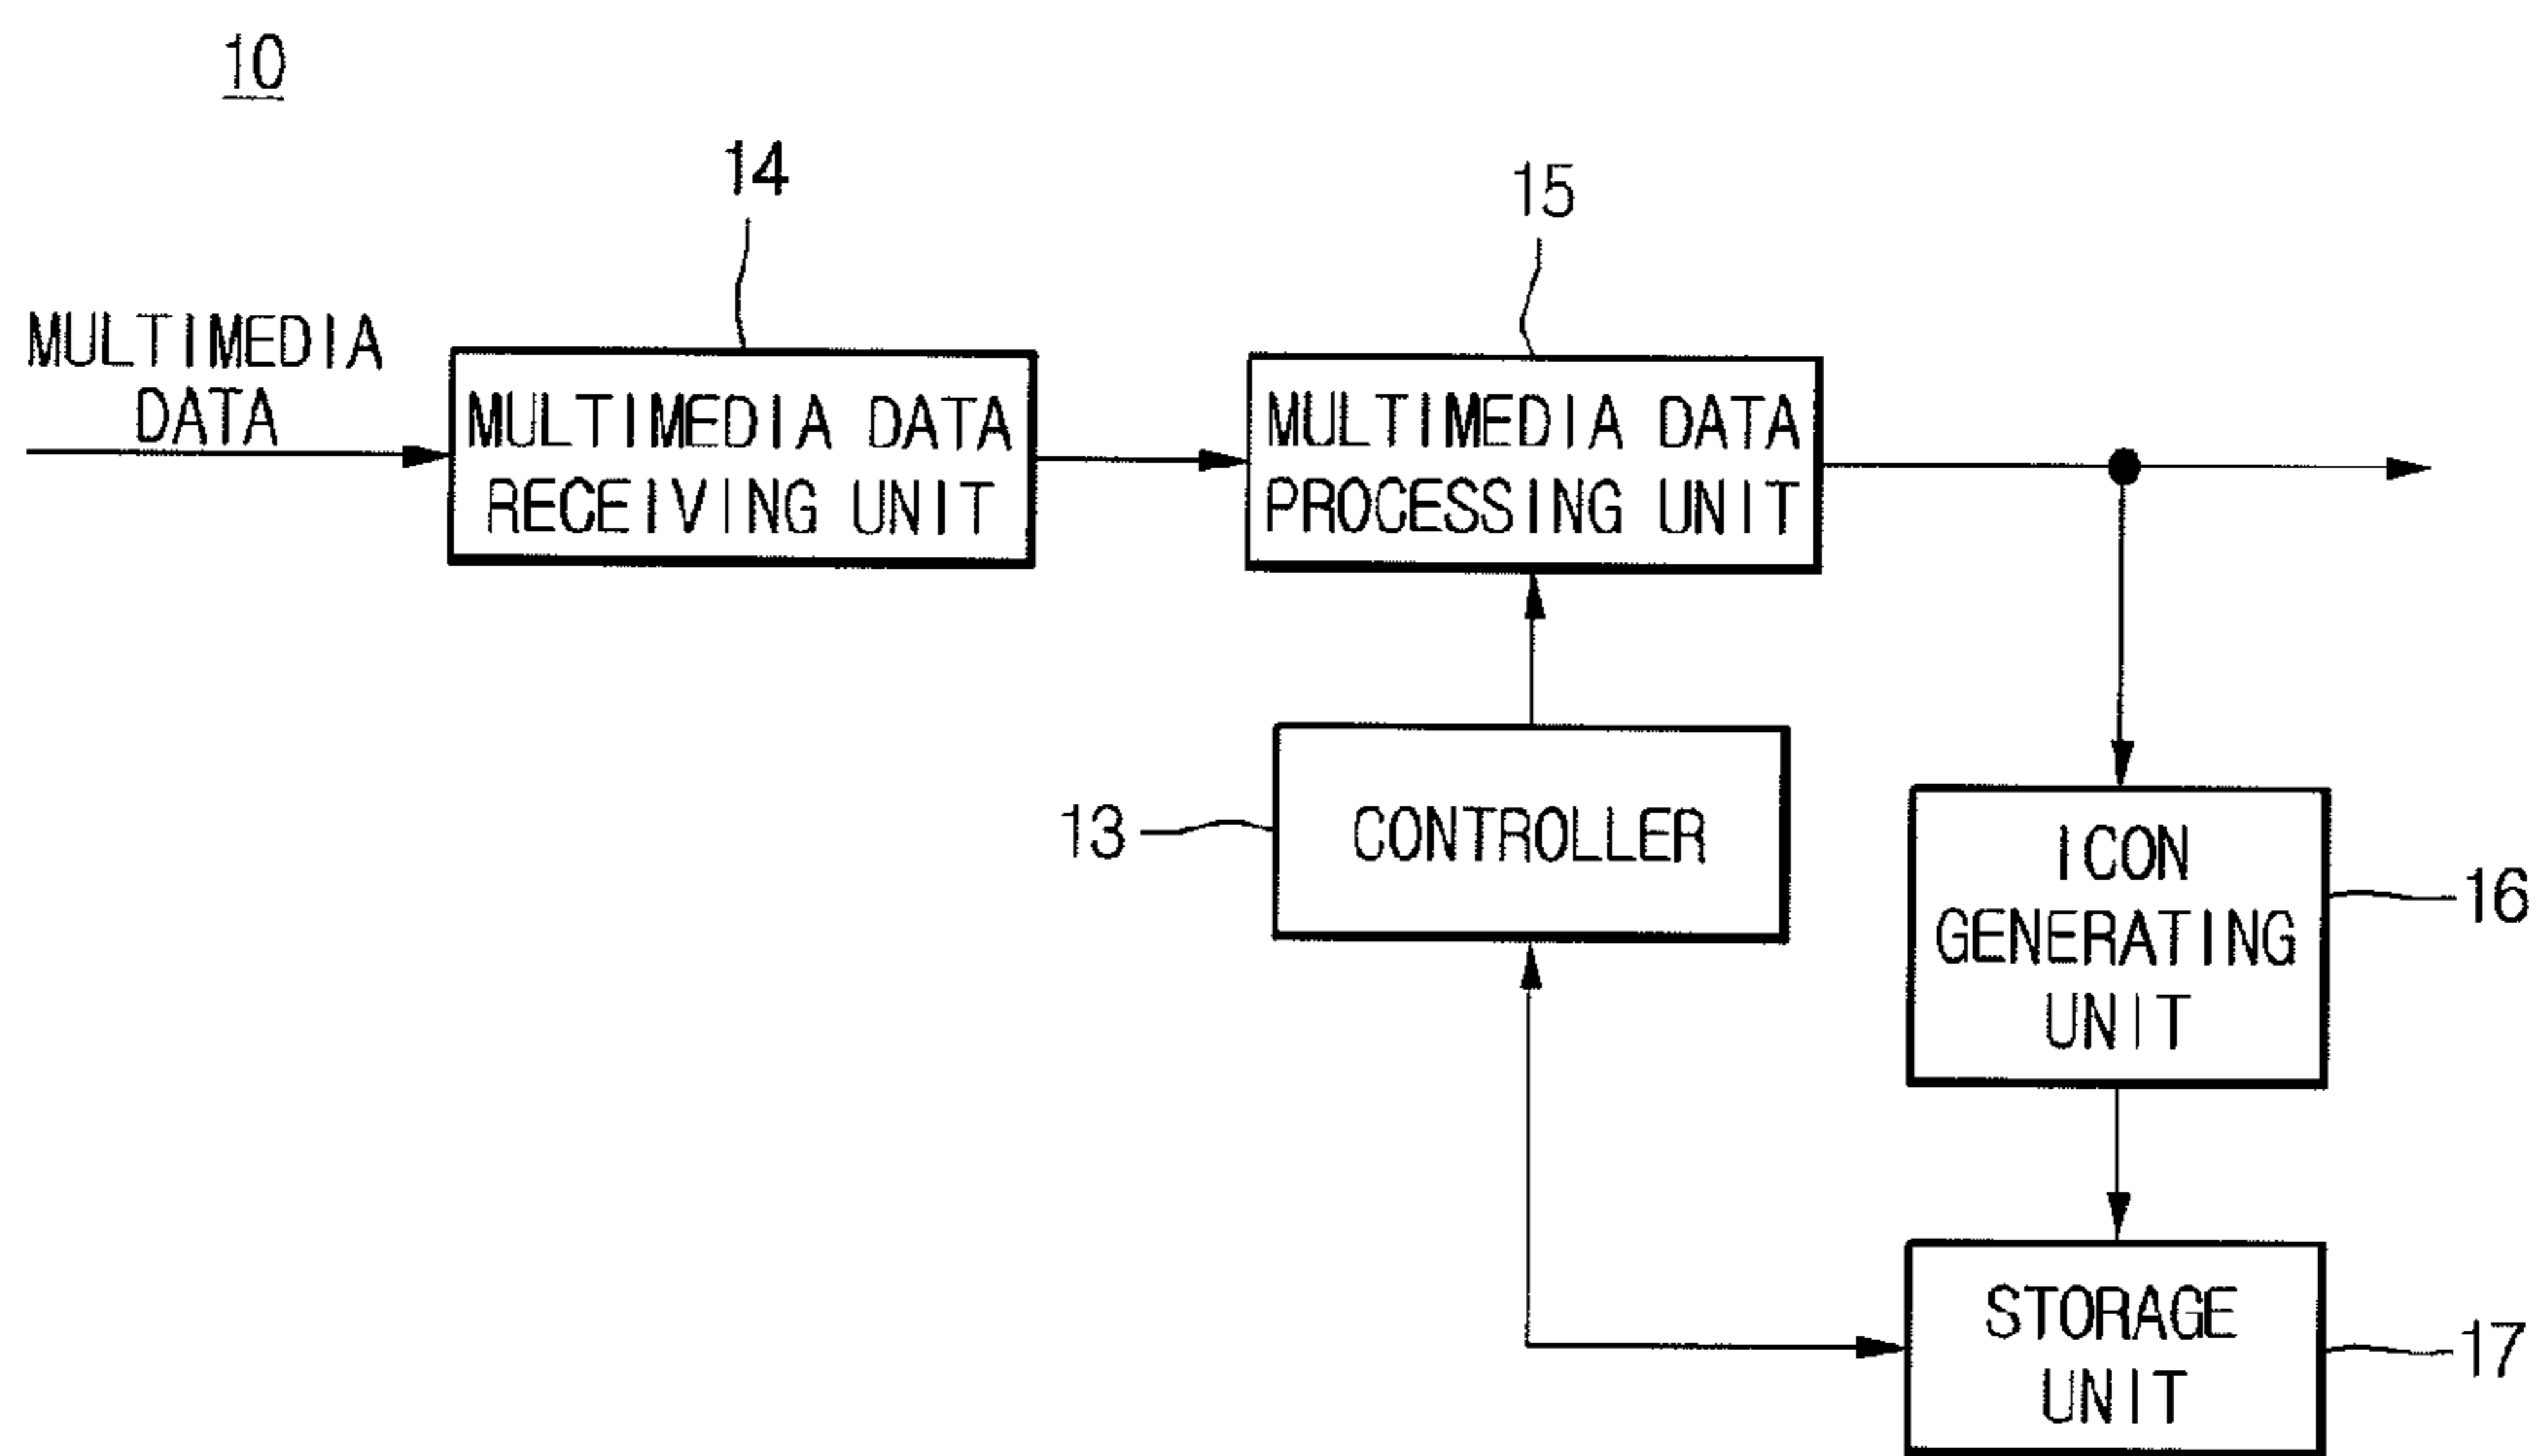 10
14
15
MULTIMEDIA
DATA
MULTIMEDIA DATA
RECEIVING UNIT
MULTIMEDIA DATA
PROCESSING UNIT
13
CONTROLLER
ICON
GENERATING
UNIT
16
STORAGE
UNIT
17